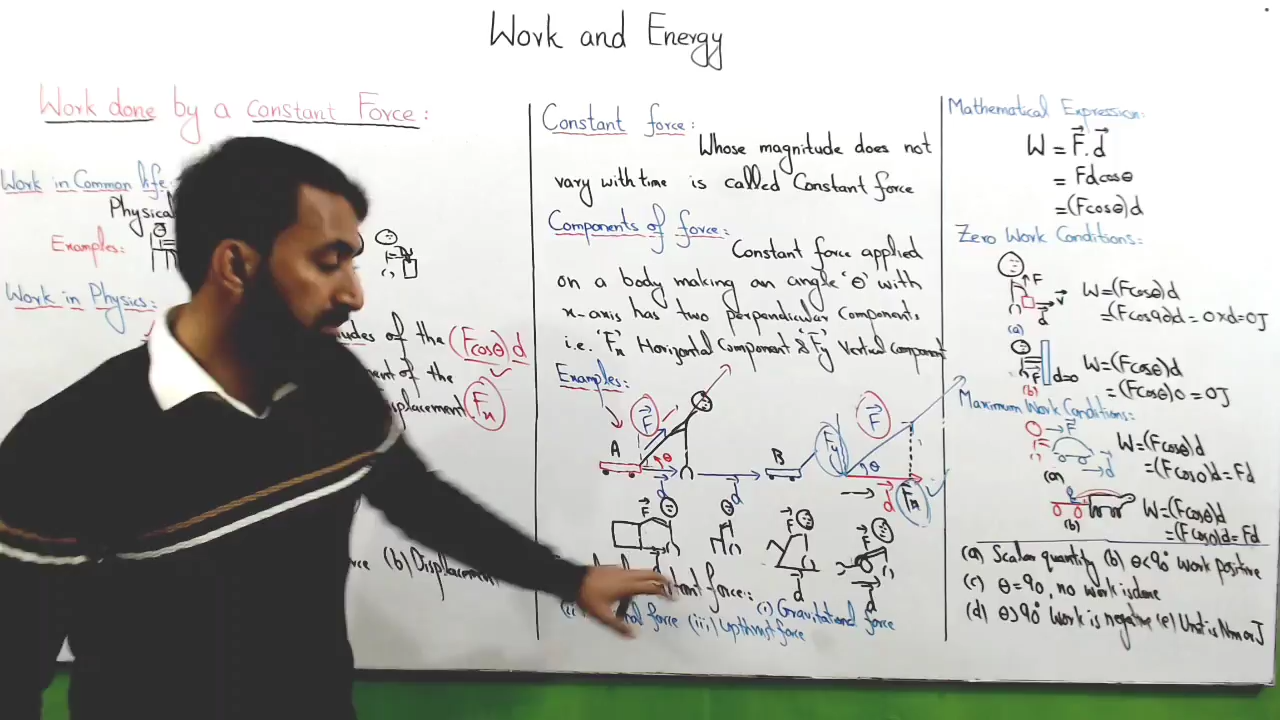 Work and Energy
Work done by a Constant Force:
Work in Common life
Physical
Examples:
Work in Physics:
of the (Fcosθ)d
of the
Displacement Fx
(b) Displacement
Constant force:
Whose magnitude does not
vary with time is called Constant force
Components of force:
Constant force applied
on a body making an angle 'θ' with
x-axis has two perpendicular components
i.e. 'Fx' Horizontal Component & 'Fy' Vertical Component
Examples:
A F θ d
B Fy F θ d Fx
F d
F d
F d
force: (i) Gravitational force
force (iii) Upthrust force
Mathematical Expression:
W = F . d
= Fdcosθ
= (Fcosθ)d
Zero Work Conditions:
F V d
W = (Fcosθ)d
= (Fcos90)d = 0xd = 0J
(a)
F d=0
W = (Fcosθ)d
= (Fcosθ)0 = 0J
(b)
Maximum Work Conditions:
F d
W = (Fcosθ)d
= (Fcos0)d = Fd
(a)
W = (Fcosθ)d
= (Fcos0)d = Fd
(b)
(a) Scalar quantity (b) θ<90° Work positive
(c) θ = 90, no work is done
(d) θ>90° Work is negative (e) Unit is Nm or J